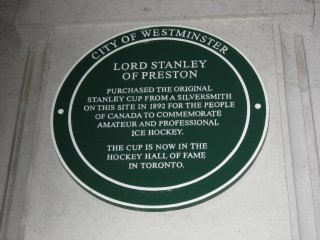 CITY OF WESTMINSTER
LORD STANLEY
OF PRESTON
PURCHASED THE ORIGINAL
STANLEY CUP FROM A SILVERSMITH
ON THIS SITE IN 1892 FOR THE PEOPLE
OF CANADA TO COMMEMORATE
AMATEUR AND PROFESSIONAL
ICE HOCKEY.
THE CUP IS NOW IN THE
HOCKEY HALL OF FAME
IN TORONTO.